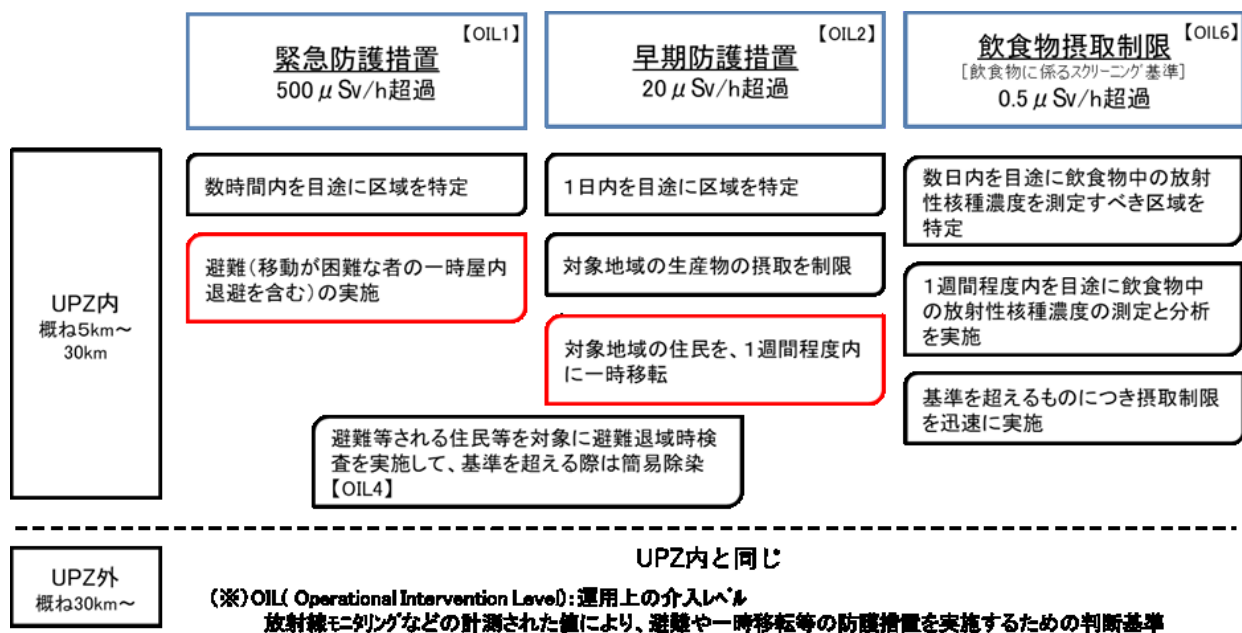 【OIL1】
緊急防護措置
500μSv/h超過
【OIL2】
早期防護措置
20μSv/h超過
【OIL6】
飲食物摂取制限
[飲食物に係るスクリーニング基準]
0.5μSv/h超過
UPZ内
概ね5km～
30km
数時間内を目途に区域を特定
避難(移動が困難な者の一時屋内
退避を含む)の実施
1日内を目途に区域を特定
対象地域の生産物の摂取を制限
対象地域の住民を、1週間程度内
に一時移転
数日内を目途に飲食物中の放射
性核種濃度を測定すべき区域を
特定
1週間程度内を目途に飲食物中
の放射性核種濃度の測定と分析
を実施
基準を超えるものにつき摂取制限
を迅速に実施
避難等される住民等を対象に避難退域時検
査を実施して、基準を超える際は簡易除染
【OIL4】
UPZ外
概ね30km～
UPZ内と同じ
(※)OIL( Operational Intervention Level):運用上の介入レベル
放射線モニタリングなどの計測された値により、避難や一時移転等の防護措置を実施するための判断基準